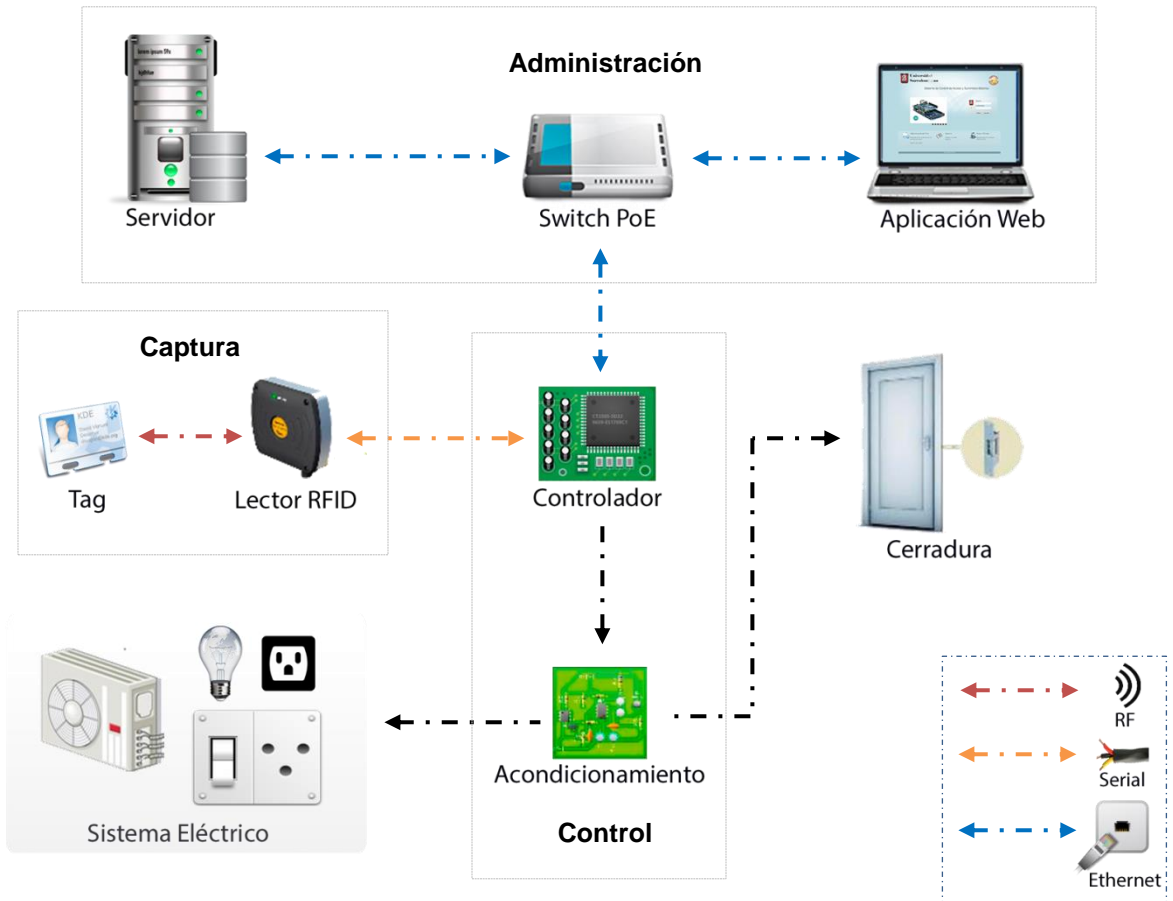 Administración
Servidor
Switch PoE
Aplicación Web
Captura
KDE
Tag
Lector RFID
Controlador
Cerradura
Acondicionamiento
Sistema Eléctrico
Control
RF
Serial
Ethernet